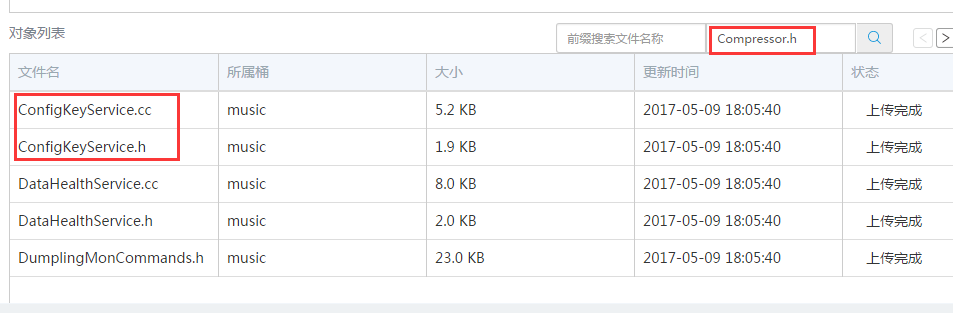 对象列表
前缀搜索文件名称 Compressor.h < >
文件名 所属桶 大小 更新时间 状态
ConfigKeyService.cc music 5.2 KB 2017-05-09 18:05:40 上传完成
ConfigKeyService.h music 1.9 KB 2017-05-09 18:05:40 上传完成
DataHealthService.cc music 8.0 KB 2017-05-09 18:05:40 上传完成
DataHealthService.h music 2.0 KB 2017-05-09 18:05:40 上传完成
DumplingMonCommands.h music 23.0 KB 2017-05-09 18:05:40 上传完成